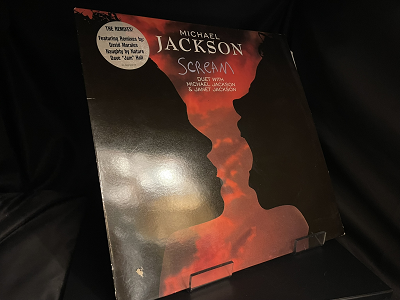 THE REMIXES!
Featuring Remixes by:
David Morales
Naughty by Nature
Dave "Jam" Hall
MICHAEL
JACKSON
SCREAM
DUET WITH
MICHAEL JACKSON
& JANET JACKSON